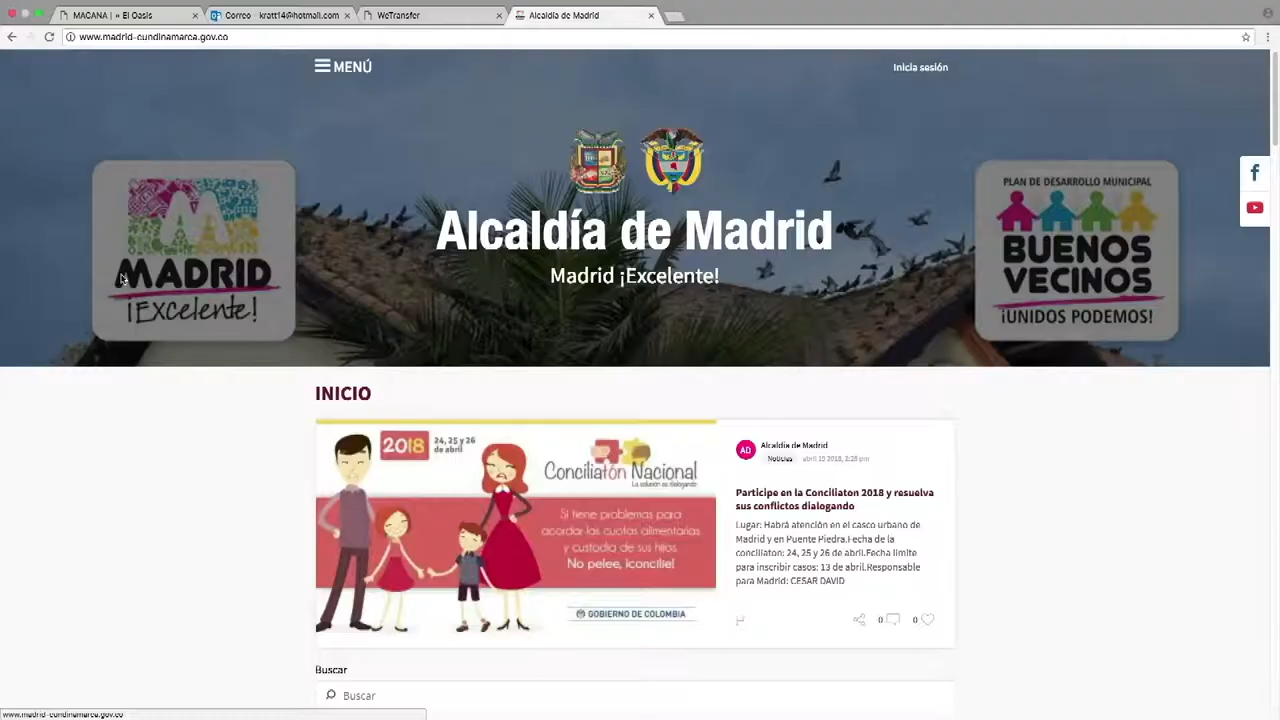 MACANA | » El Oasis
Correo - kratt14@hotmail.com
WeTransfer
Alcaldía de Madrid
www.madrid-cundinamarca.gov.co
MENÚ
Inicia sesión
MADRID
¡Excelente!
Alcaldía de Madrid
Madrid ¡Excelente!
PLAN DE DESARROLLO MUNICIPAL
BUENOS
VECINOS
¡UNIDOS PODEMOS!
INICIO
2018
24, 25 y 26
de abril
Conciliatón Nacional
La solución es dialogando
Si tiene problemas para
acordar las cuotas alimentarias
y custodia de sus hijos.
No pelee, ¡concilie!
GOBIERNO DE COLOMBIA
AD
Alcaldía de Madrid
Noticias
Participe en la Conciliaton 2018 y resuelva
sus conflictos dialogando
Lugar: Habrá atención en el casco urbano de
Madrid y en Puente Piedra.Fecha de la
conciliaton: 24, 25 y 26 de abril.Fecha límite
para inscribir casos: 13 de abril.Responsable
para Madrid: CESAR DAVID
0
0
Buscar
Buscar
www.madrid-cundinamarca.gov.co